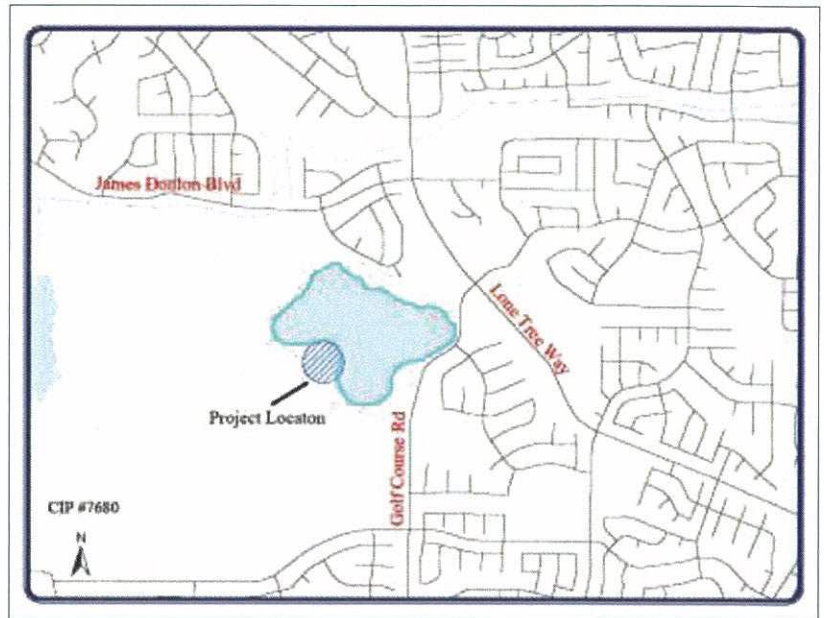 James Donlon Blvd
Lone Tree Way
Project Locaton
Golf Course Rd
CIP #7680
N